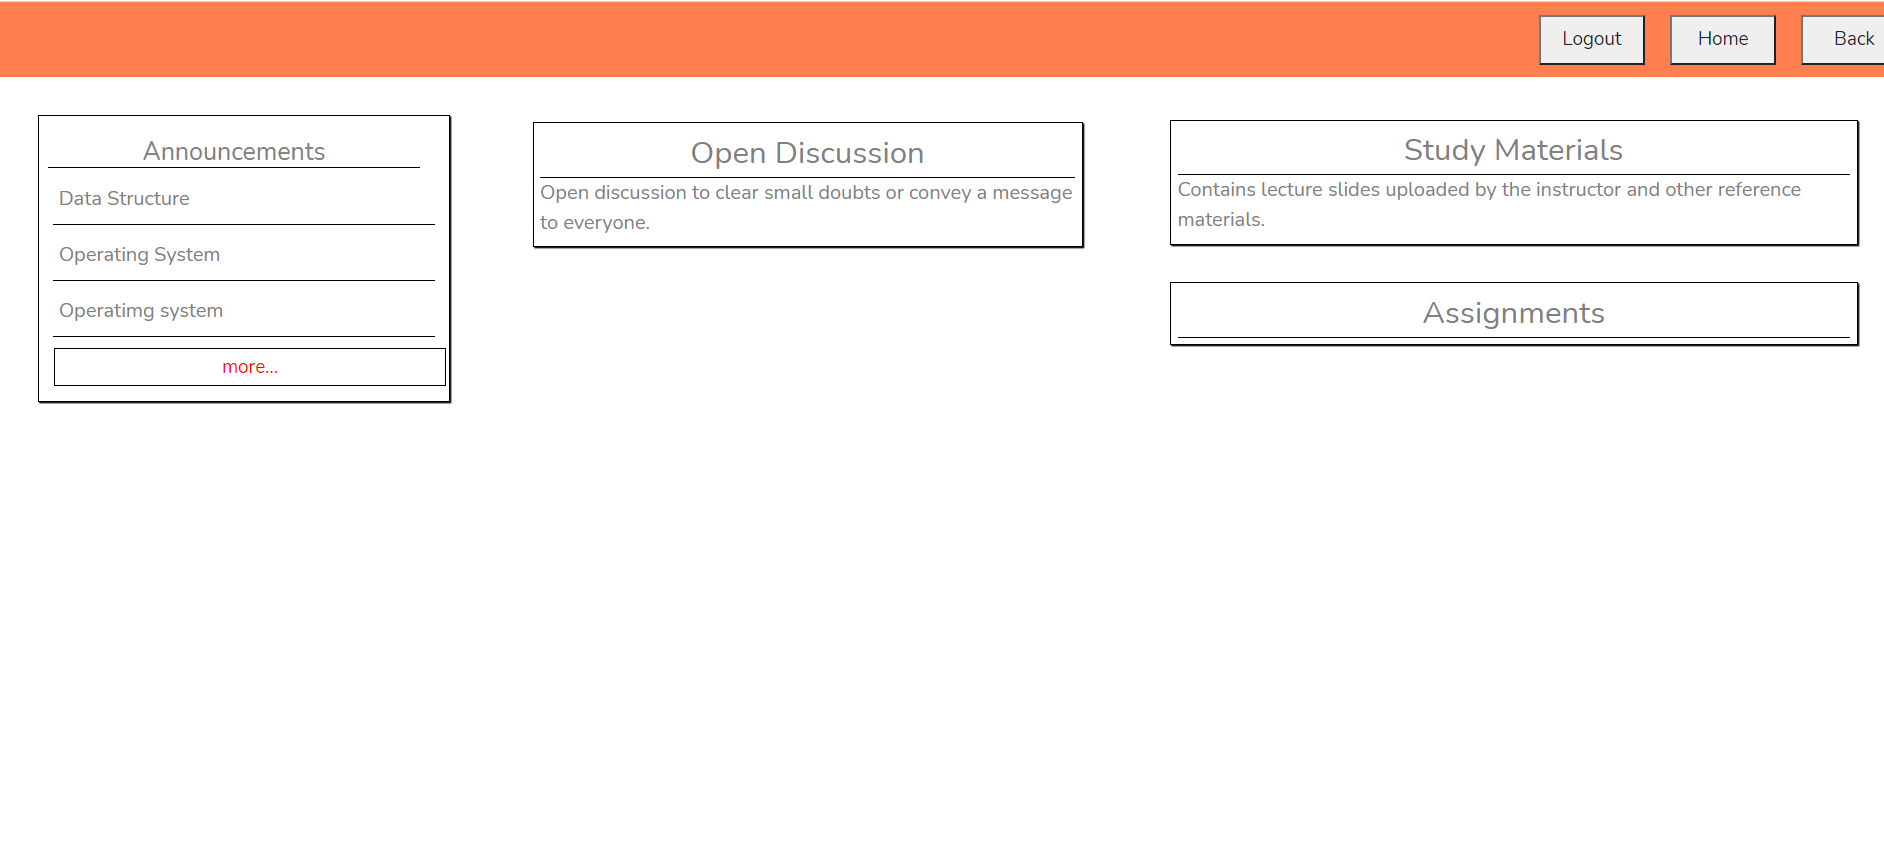 Logout Home Back
Announcements
Data Structure
Operating System
Operatimg system
more...
Open Discussion
Open discussion to clear small doubts or convey a message
to everyone.
Study Materials
Contains lecture slides uploaded by the instructor and other reference
materials.
Assignments